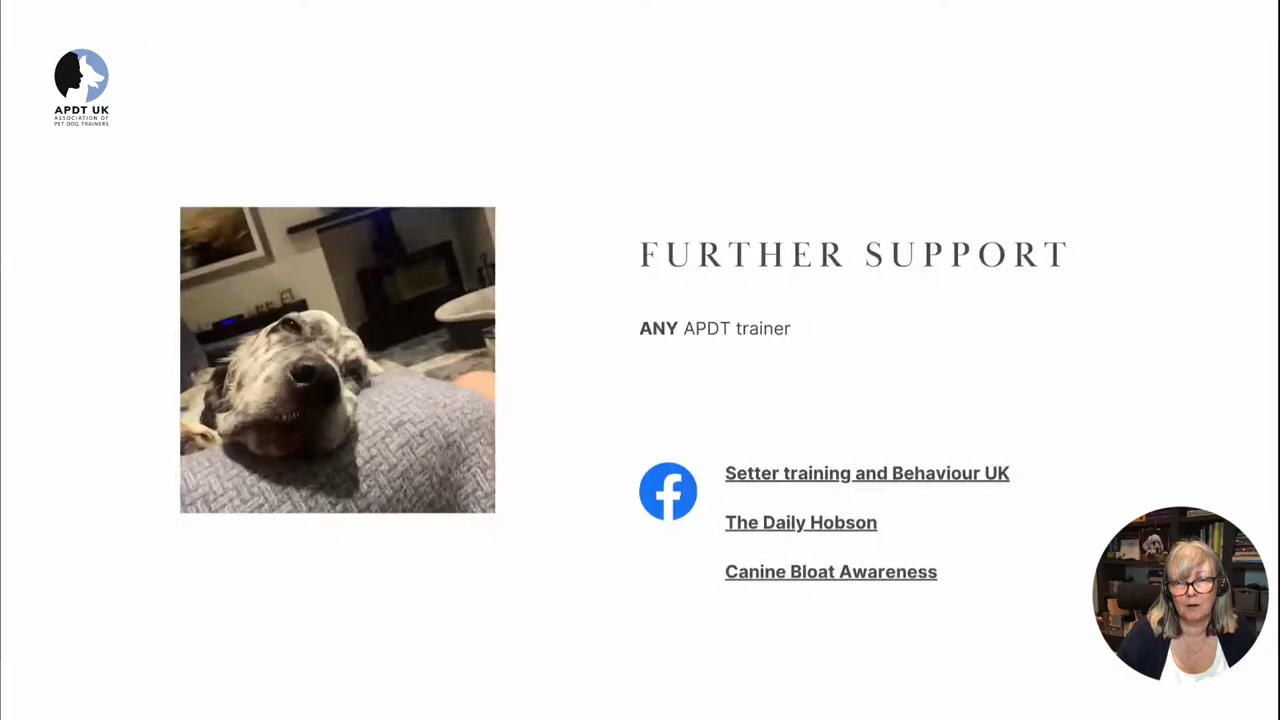 APDT UK
ASSOCIATION OF
PET DOG TRAINERS
FURTHER SUPPORT
ANY APDT trainer
Setter training and Behaviour UK
The Daily Hobson
Canine Bloat Awareness